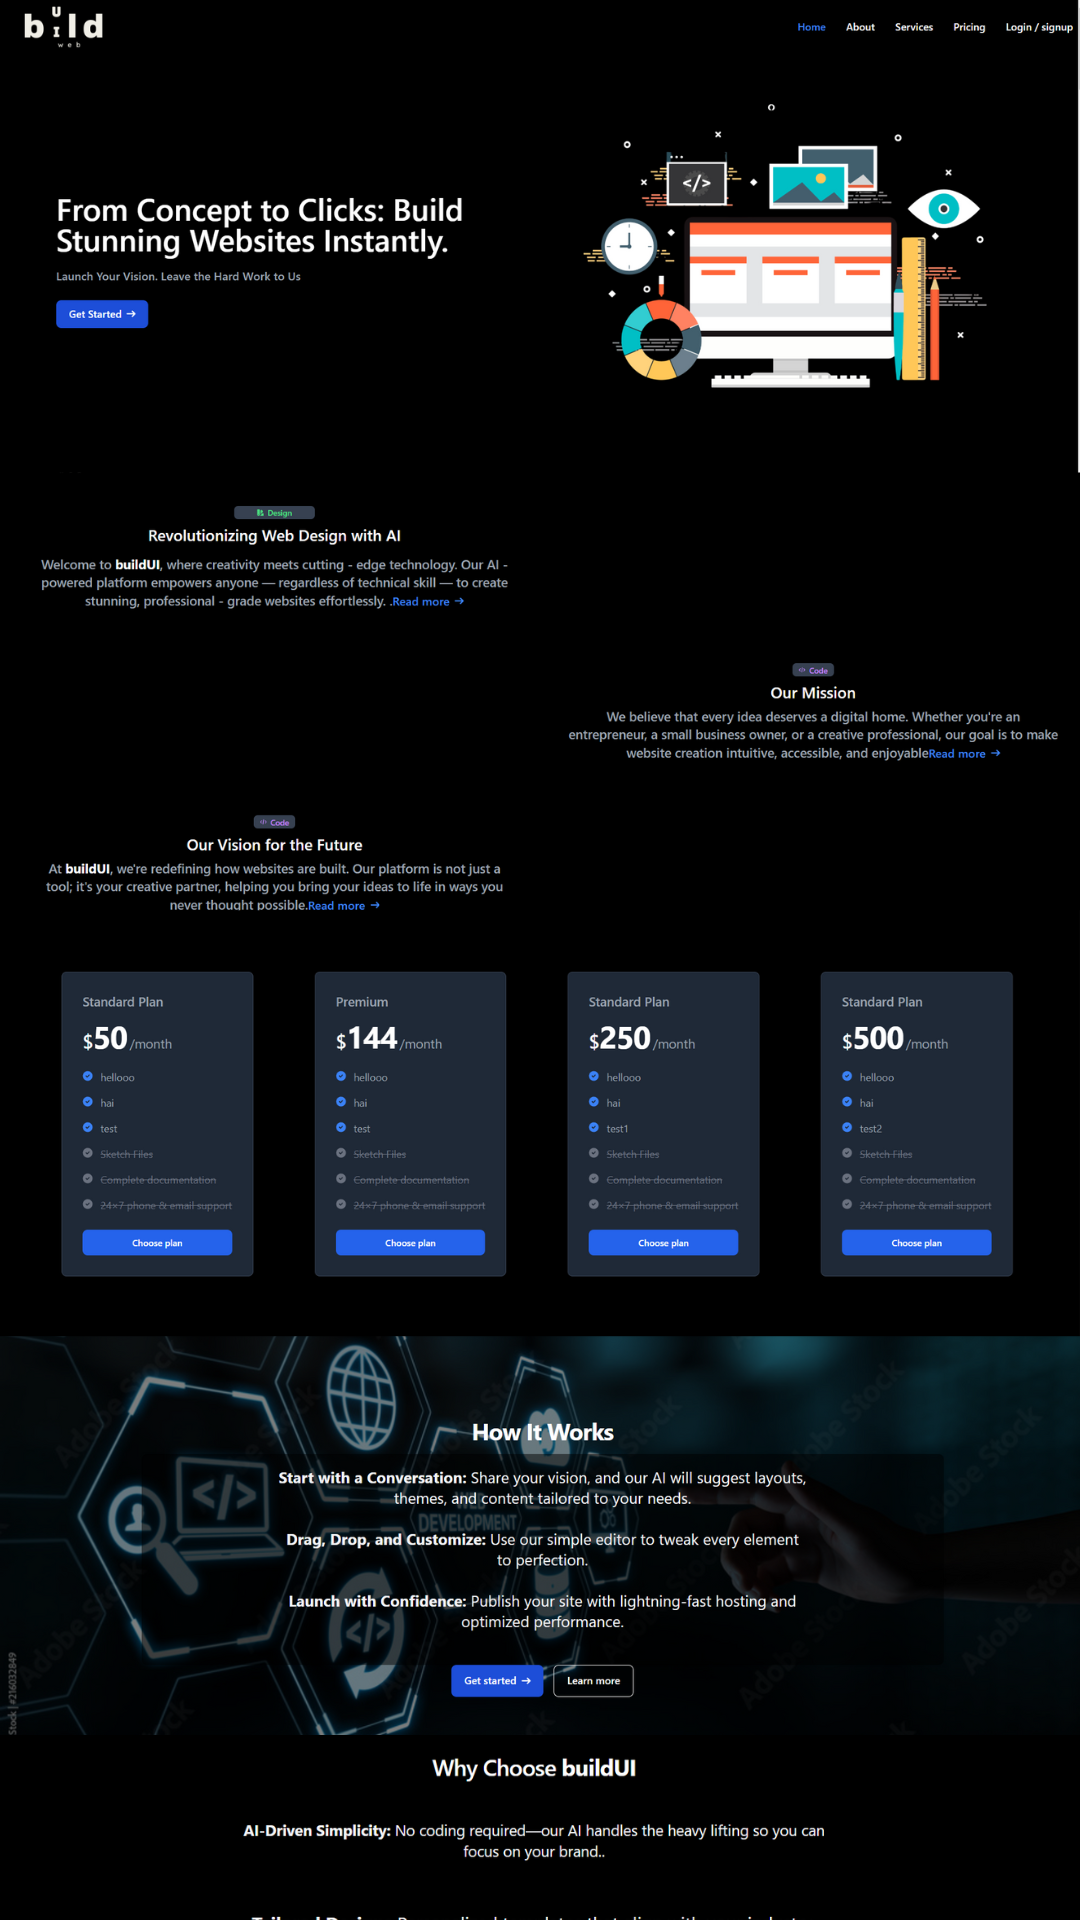 buUIld
web
Home About Services Pricing Login / signup
</>
From Concept to Clicks: Build
Stunning Websites Instantly.
Launch Your Vision. Leave the Hard Work to Us
Get Started →
Design
Revolutionizing Web Design with AI
Welcome to buildUI, where creativity meets cutting - edge technology. Our AI -
powered platform empowers anyone — regardless of technical skill — to create
stunning, professional - grade websites effortlessly. .Read more →
Code
Our Mission
We believe that every idea deserves a digital home. Whether you're an
entrepreneur, a small business owner, or a creative professional, our goal is to make
website creation intuitive, accessible, and enjoyableRead more →
Code
Our Vision for the Future
At buildUI, we're redefining how websites are built. Our platform is not just a
tool; it's your creative partner, helping you bring your ideas to life in ways you
never thought possible.Read more →
Standard Plan
$50/month
hellooo
hai
test
Sketch Files
Complete documentation
24×7 phone & email support
Choose plan
Premium
$144/month
hellooo
hai
test
Sketch Files
Complete documentation
24×7 phone & email support
Choose plan
Standard Plan
$250/month
hellooo
hai
test1
Sketch Files
Complete documentation
24×7 phone & email support
Choose plan
Standard Plan
$500/month
hellooo
hai
test2
Sketch Files
Complete documentation
24×7 phone & email support
Choose plan
How It Works
Start with a Conversation: Share your vision, and our AI will suggest layouts,
themes, and content tailored to your needs.
WEB
DEVELOPMENT
Drag, Drop, and Customize: Use our simple editor to tweak every element
to perfection.
Launch with Confidence: Publish your site with lightning-fast hosting and
optimized performance.
Get started →
Learn more
</>
</>
Adobe Stock
Adobe Stock
Adobe Stock
Adobe Stock
Stock | #216032849
Why Choose buildUI
AI-Driven Simplicity: No coding required—our AI handles the heavy lifting so you can
focus on your brand..